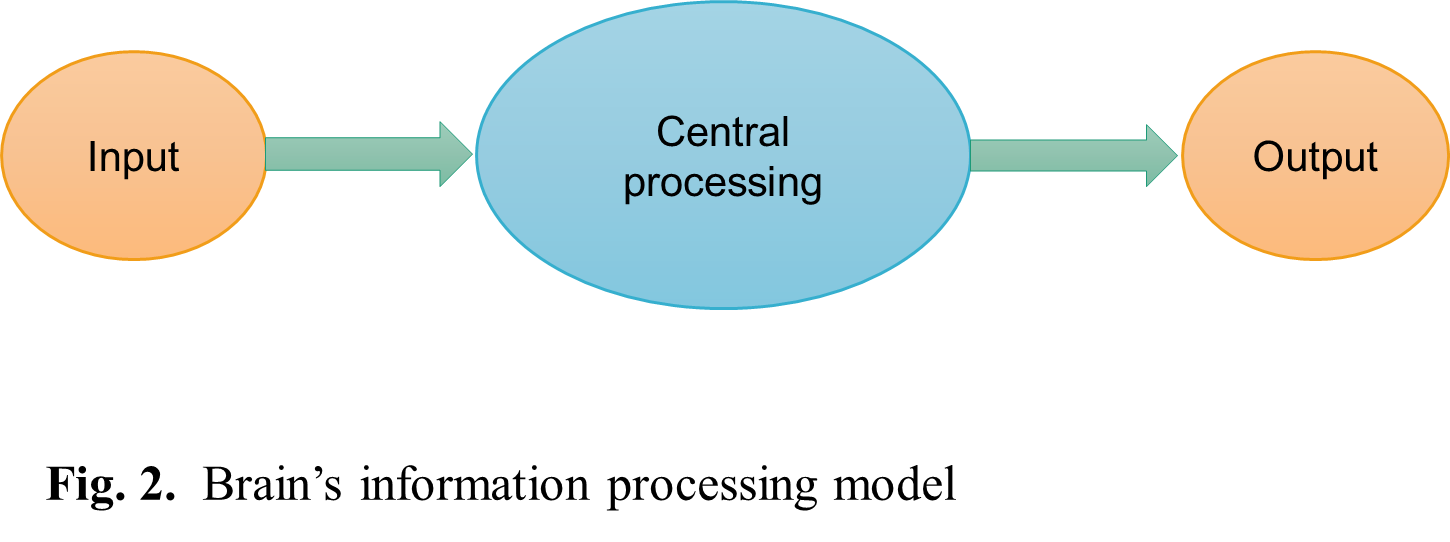 Input
Central
processing
Output
Fig. 2. Brain’s information processing model